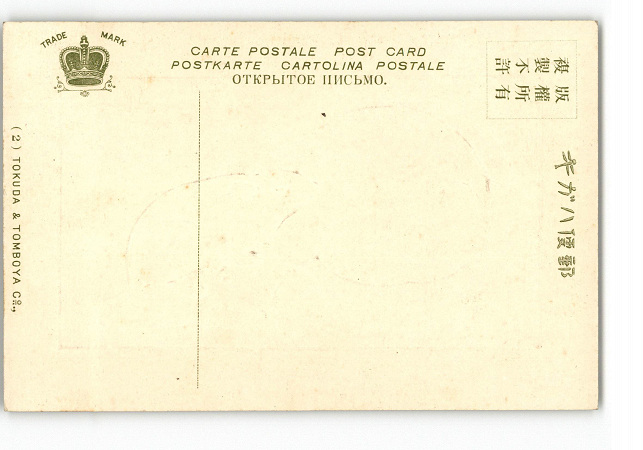 TRADE MARK
CARTE POSTALE POST CARD
POSTKARTE CARTOLINA POSTALE
ОТКРЫТОЕ ПИСЬМО.
版權所有
複製不許
郵便ハガキ
(2) TOKUDA & TOMBOYA Co.,